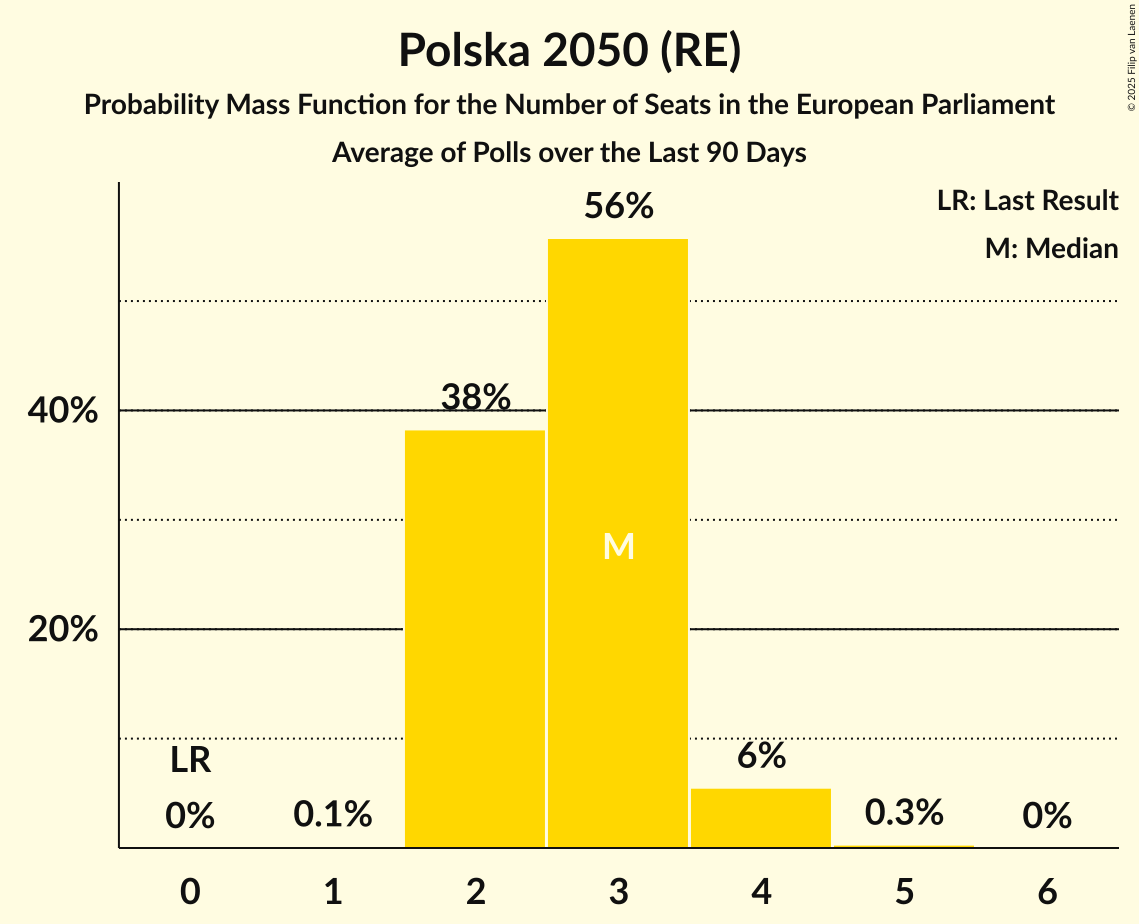 Polska 2050 (RE)
Probability Mass Function for the Number of Seats in the European Parliament
Average of Polls over the Last 90 Days
© 2025 Filip van Laenen
LR: Last Result
M: Median
56%
38%
40%
M
20%
LR
6%
0%
0.1%
0.3%
0%
0
1
2
3
4
5
6